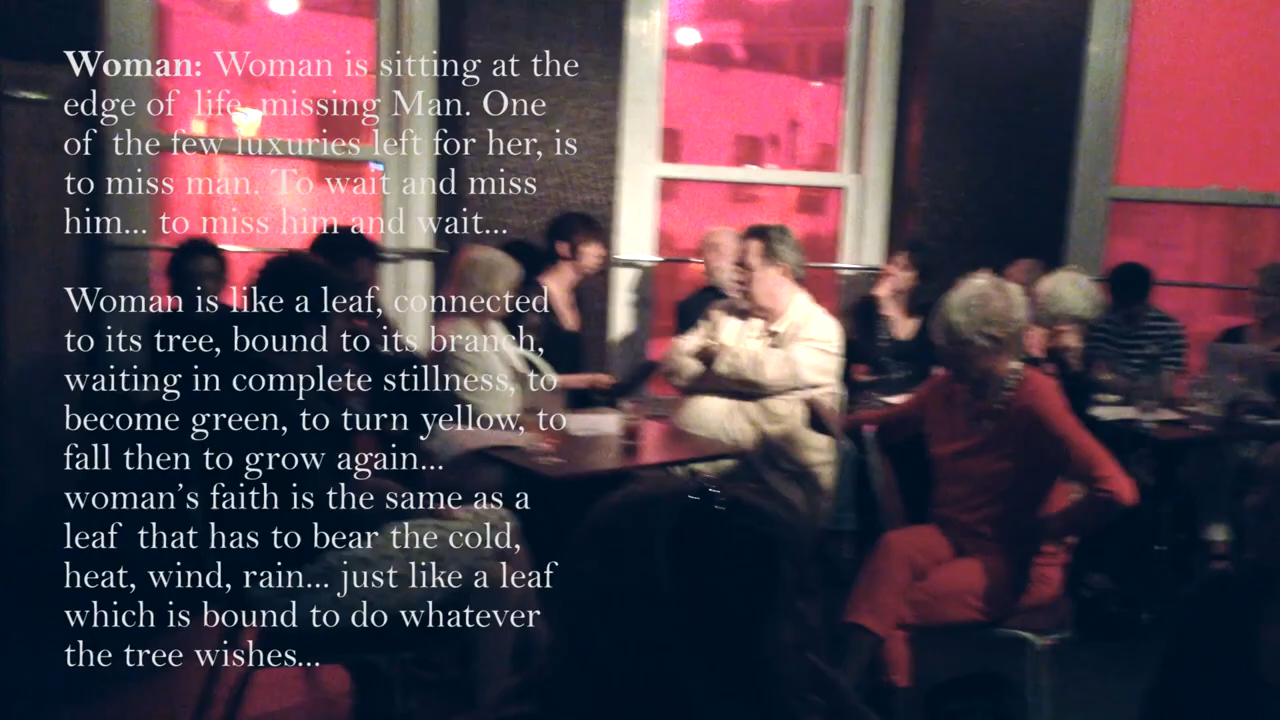 Woman: Woman is sitting at the
edge of life, missing Man. One
of the few luxuries left for her, is
to miss man. To wait and miss
him... to miss him and wait...
Woman is like a leaf, connected
to its tree, bound to its branch,
waiting in complete stillness, to
become green, to turn yellow, to
fall then to grow again...
woman’s faith is the same as a
leaf that has to bear the cold,
heat, wind, rain... just like a leaf
which is bound to do whatever
the tree wishes...